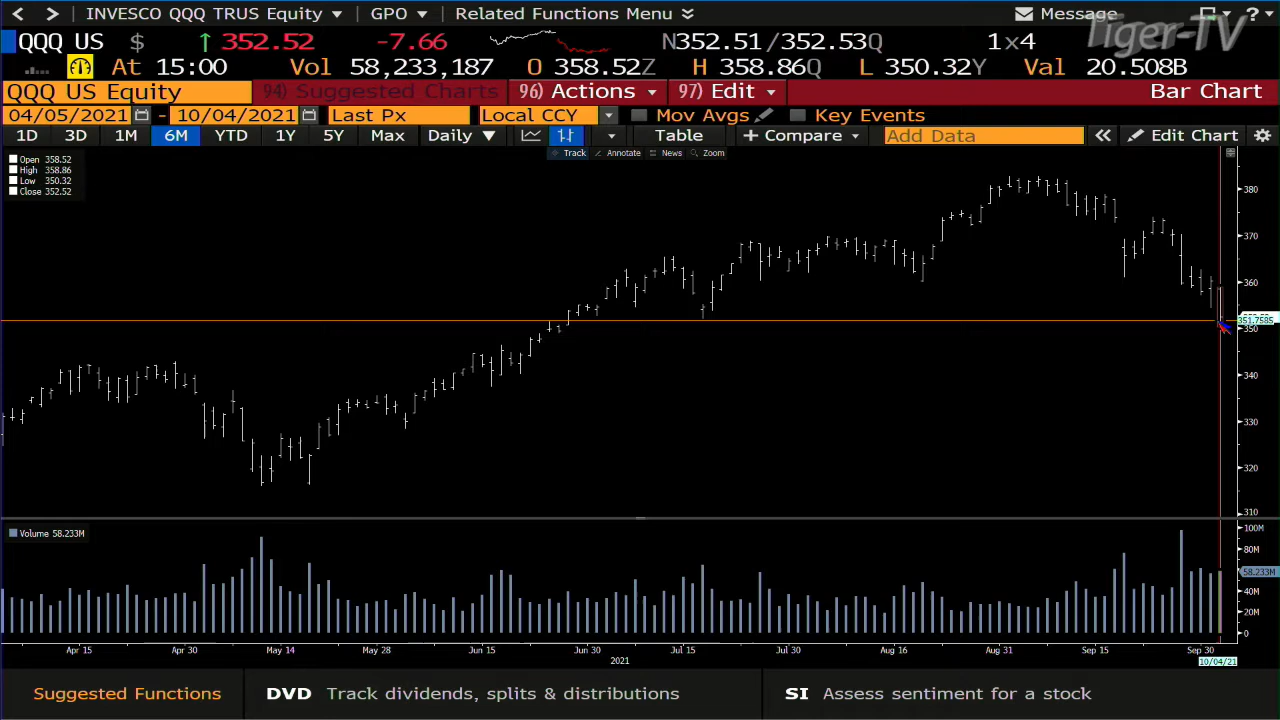 INVESCO QQQ TRUS Equity GPO Related Functions Menu Message ?
Tiger-TV
QQQ US $ ↑ 352.52 -7.66 N352.51/352.53Q 1x4
At 15:00 Vol 58,233,187 O 358.52Z H 358.86Q L 350.32Y Val 20.508B
QQQ US Equity 94) Suggested Charts 96) Actions 97) Edit Bar Chart
04/05/2021 - 10/04/2021 Last Px Local CCY Mov Avgs Key Events
1D 3D 1M 6M YTD 1Y 5Y Max Daily ▼ Table + Compare Add Data « Edit Chart
Track Annotate News Zoom
Open 358.52
High 358.86
Low 350.32
Close 352.52
380
370
360
351.7585
350
340
330
320
310
Volume 58.233M
100M
80M
58.233M
40M
20M
0
Apr 15 Apr 30 May 14 May 28 Jun 15 Jun 30 Jul 15 Jul 30 Aug 16 Aug 31 Sep 15 Sep 30
2021 10/04/21
Suggested Functions DVD Track dividends, splits & distributions SI Assess sentiment for a stock